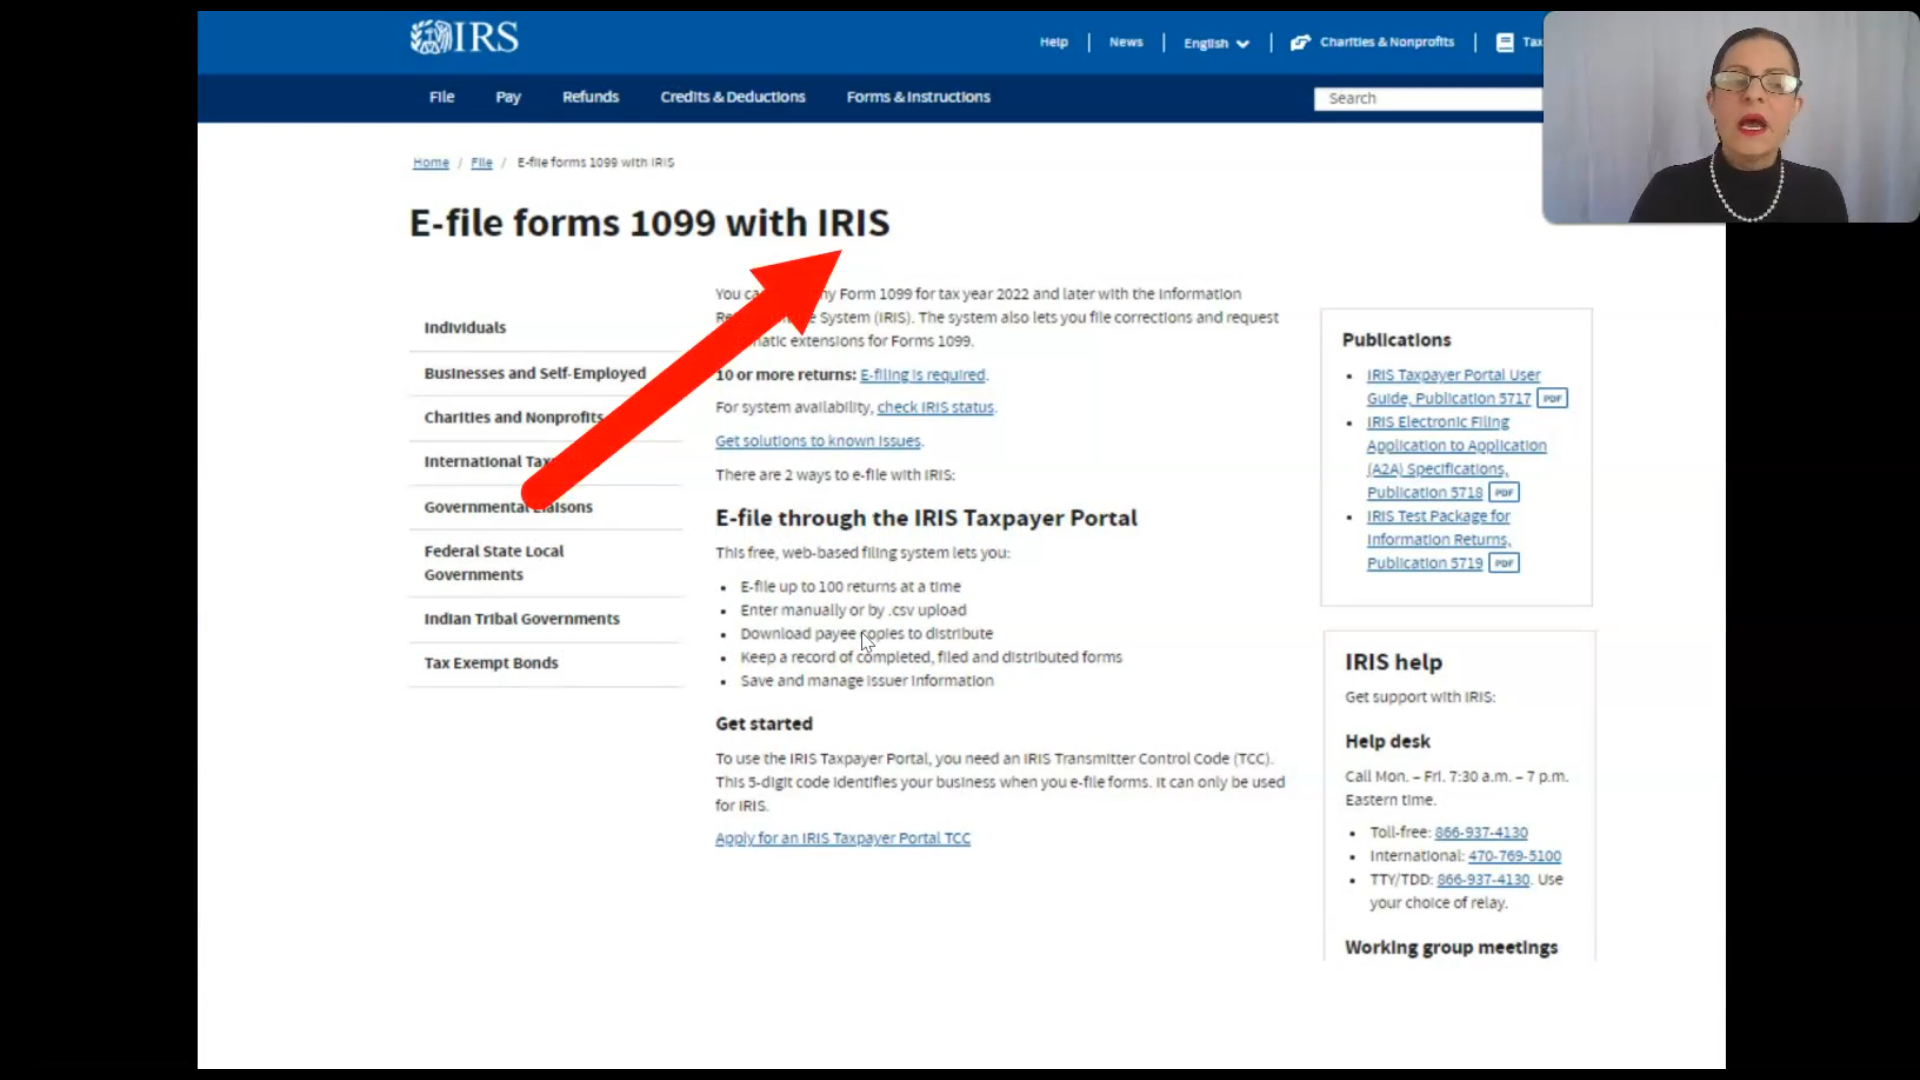 IRS
Help
News
English
Charities & Nonprofits
Tax
File
Pay
Refunds
Credits & Deductions
Forms & Instructions
Search
Home / File / E-file forms 1099 with IRIS
E-file forms 1099 with IRIS
Individuals
Businesses and Self-Employed
Charities and Nonprofits
International
Governmental Liaisons
Federal State Local
Governments
Indian Tribal Governments
Tax Exempt Bonds
You Form 1099 for tax year 2022 and later with the Information
System (IRIS). The system also lets you file corrections and request
extensions for Forms 1099.
10 or more returns: E-filing is required.
For system availability, check IRIS status.
Get solutions to known issues.
There are 2 ways to e-file with IRIS:
E-file through the IRIS Taxpayer Portal
This free, web-based filing system lets you:
• E-file up to 100 returns at a time
• Enter manually or by .csv upload
• Download payee copies to distribute
• Keep a record of completed, filed and distributed forms
• Save and manage issuer information
Get started
To use the IRIS Taxpayer Portal, you need an IRIS Transmitter Control Code (TCC).
This 5-digit code identifies your business when you e-file forms. It can only be used
for IRIS.
Apply for an IRIS Taxpayer Portal TCC
Publications
• IRIS Taxpayer Portal User
Guide, Publication 5717 PDF
• IRIS Electronic Filing
Application to Application
(A2A) Specifications,
Publication 5718 PDF
• IRIS Test Package for
Information Returns,
Publication 5719 PDF
IRIS help
Get support with IRIS:
Help desk
Call Mon. – Fri. 7:30 a.m. – 7 p.m.
Eastern time.
• Toll-free: 866-937-4130
• International: 470-769-5100
• TTY/TDD: 866-937-4130. Use
your choice of relay.
Working group meetings